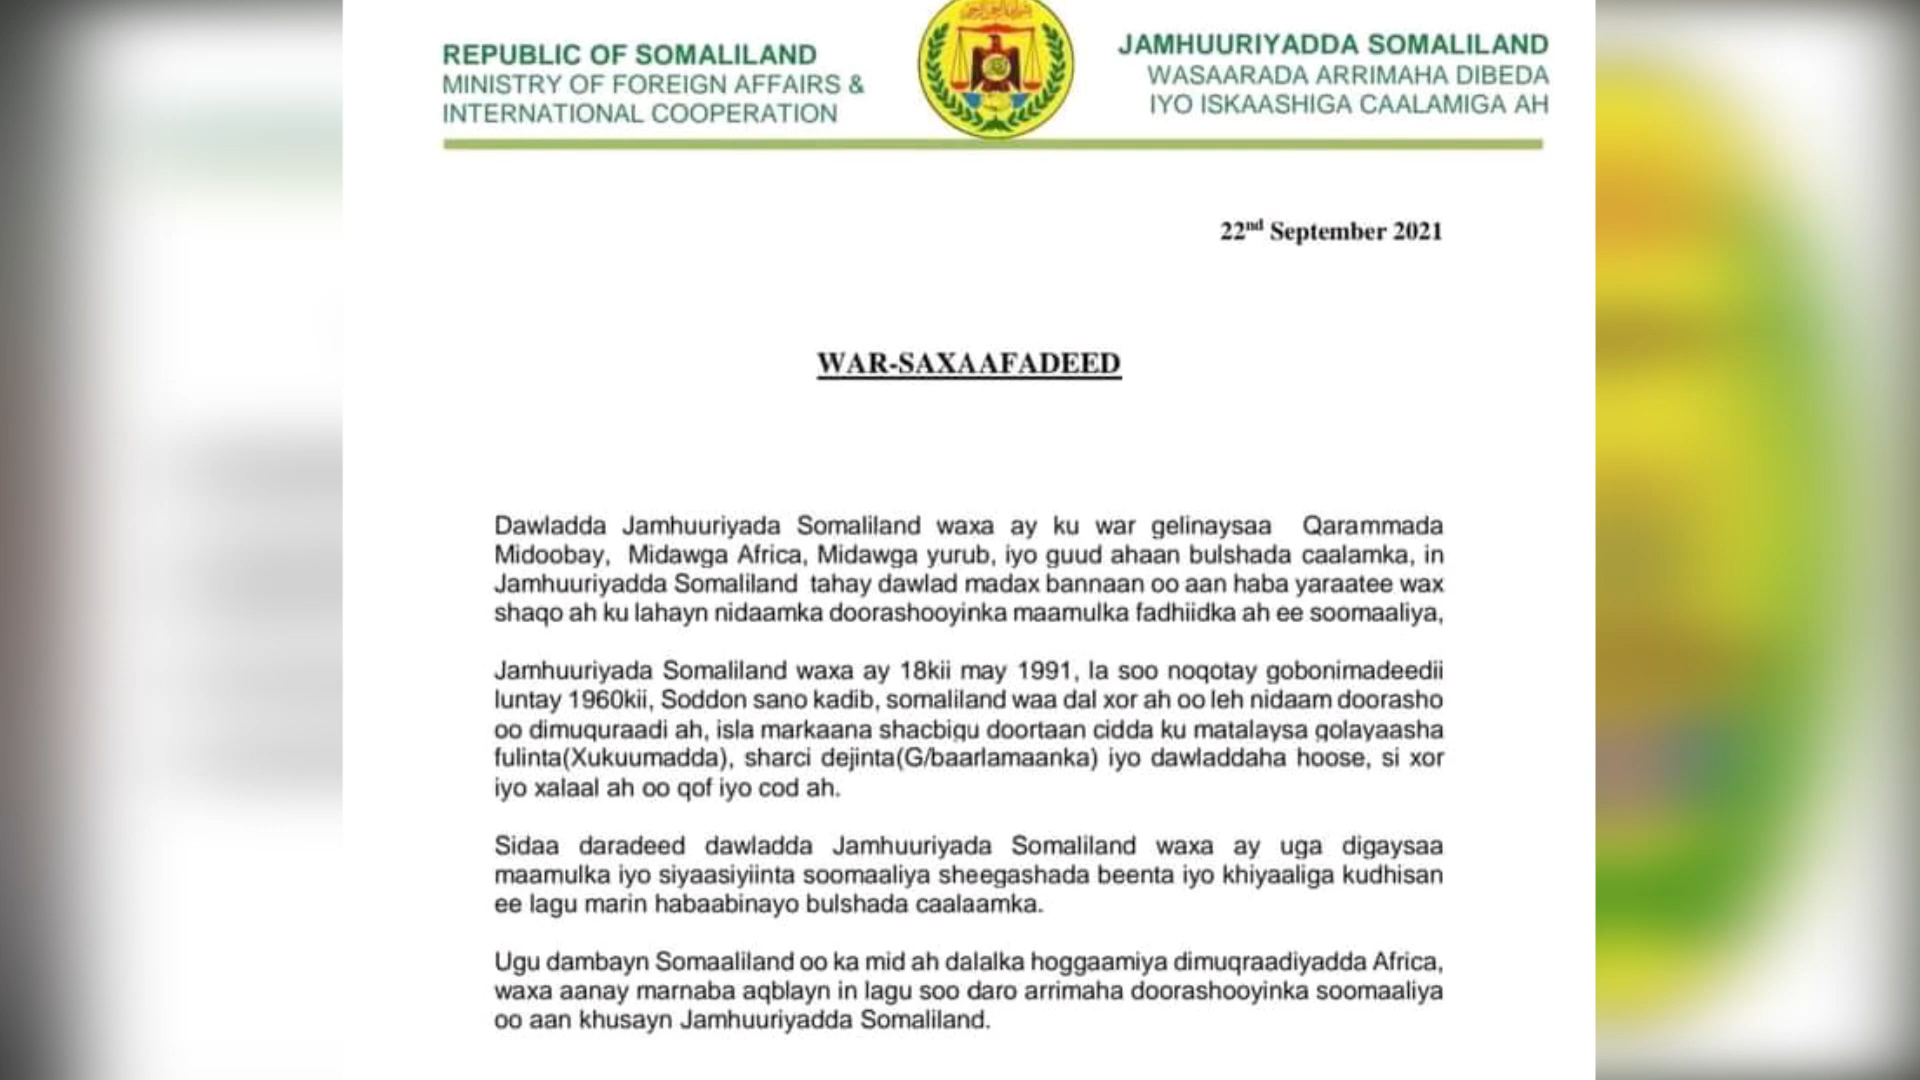 REPUBLIC OF SOMALILAND
MINISTRY OF FOREIGN AFFAIRS &
INTERNATIONAL COOPERATION
JAMHUURIYADDA SOMALILAND
WASAARADA ARRIMAHA DIBEDA
IYO ISKAASHIGA CAALAMIGA AH
22nd September 2021
WAR-SAXAAFADEED
Dawladda Jamhuuriyada Somaliland waxa ay ku war gelinaysaa Qarammada
Midoobay, Midawga Africa, Midawga yurub, iyo guud ahaan bulshada caalamka, in
Jamhuuriyadda Somaliland tahay dawlad madax bannaan oo aan haba yaraatee wax
shaqo ah ku lahayn nidaamka doorashooyinka maamulka fadhiidka ah ee soomaaliya,
Jamhuuriyada Somaliland waxa ay 18kii may 1991, la soo noqotay gobonimadeedii
luntay 1960kii, Soddon sano kadib, somaliland waa dal xor ah oo leh nidaam doorasho
oo dimuquraadi ah, isla markaana shacbigu doortaan cidda ku matalaysa golayaasha
fulinta(Xukuumadda), sharci dejinta(G/baarlamaanka) iyo dawladdaha hoose, si xor
iyo xalaal ah oo qof iyo cod ah.
Sidaa daradeed dawladda Jamhuuriyada Somaliland waxa ay uga digaysaa
maamulka iyo siyaasiyiinta soomaaliya sheegashada beenta iyo khiyaaliga kudhisan
ee lagu marin habaabinayo bulshada caalaamka.
Ugu dambayn Somaaliland oo ka mid ah dalalka hoggaamiya dimuqraadiyadda Africa,
waxa aanay marnaba aqblayn in lagu soo daro arrimaha doorashooyinka soomaaliya
oo aan khusayn Jamhuuriyadda Somaliland.